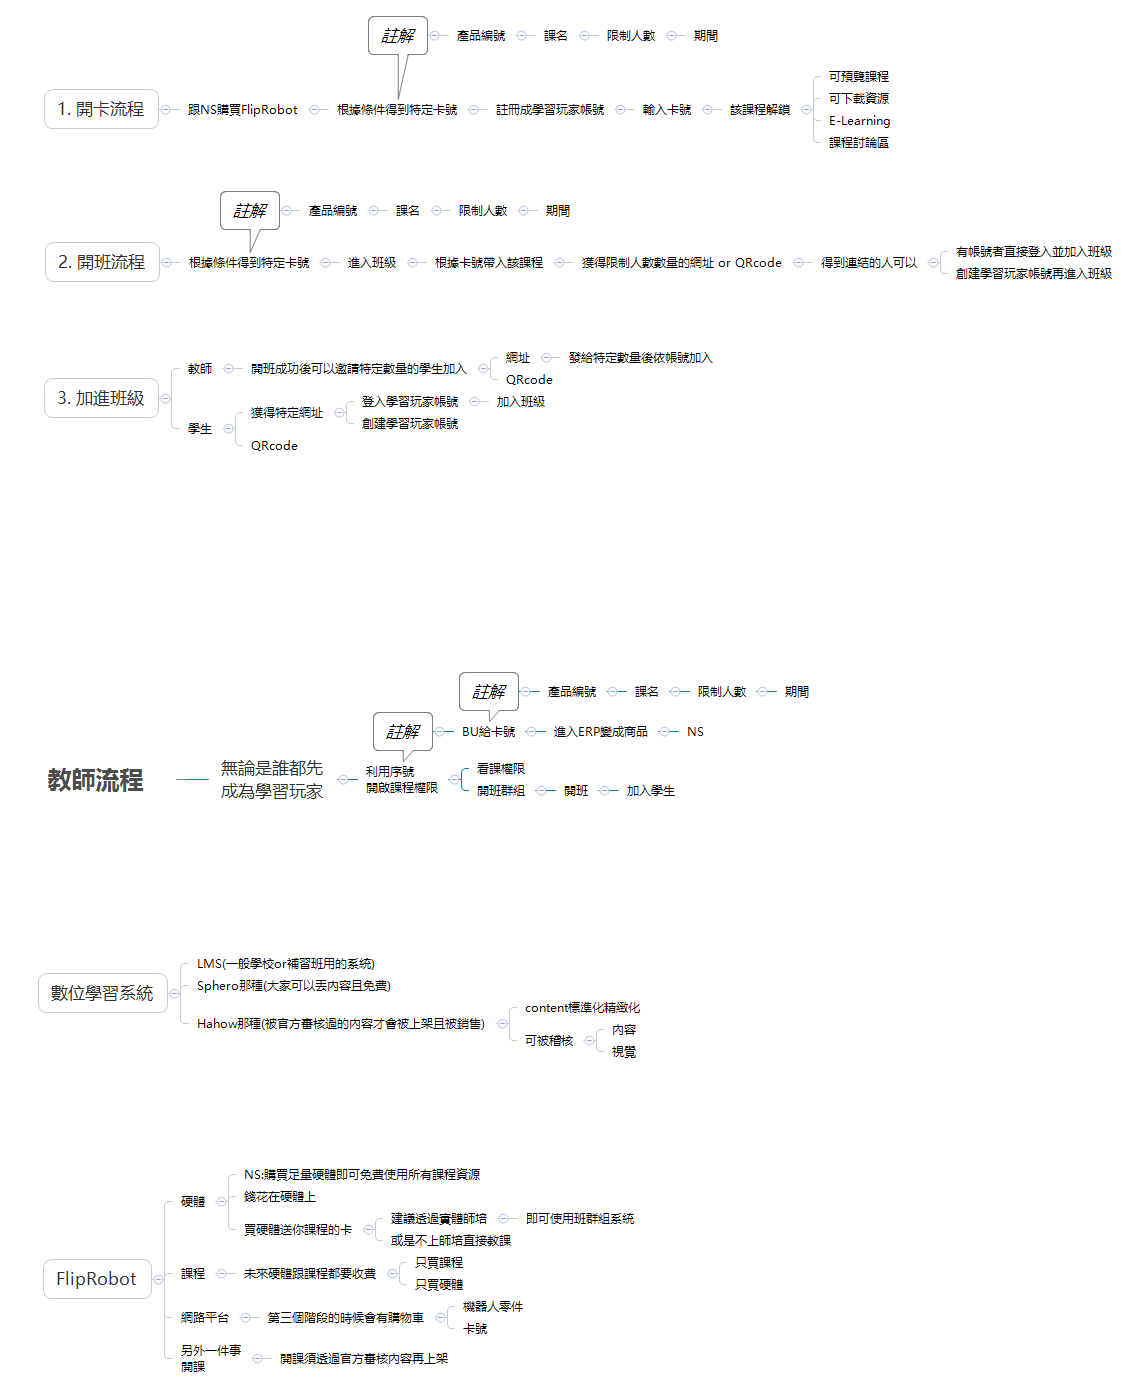 註解 產品編號 課名 限制人數 期間
1. 開卡流程 跟NS購買FlipRobot 根據條件得到特定卡號 註冊成學習玩家帳號 輸入卡號 該課程解鎖
可預覽課程
可下載資源
E-Learning
課程討論區
註解 產品編號 課名 限制人數 期間
2. 開班流程 根據條件得到特定卡號 進入班級 根據卡號帶入該課程 獲得限制人數數量的網址 or QRcode 得到連結的人可以
有帳號者直接登入並加入班級
創建學習玩家帳號再進入班級
3. 加進班級
教師 開班成功後可以邀請特定數量的學生加入
網址 發給特定數量後依帳號加入
QRcode
學生
獲得特定網址
登入學習玩家帳號 加入班級
創建學習玩家帳號
QRcode
註解 產品編號 課名 限制人數 期間
註解 BU給卡號 進入ERP變成商品 NS
教師流程
無論是誰都先
成為學習玩家
利用序號
開啟課程權限
看課權限
開班群組 開班 加入學生
數位學習系統
LMS(一般學校or補習班用的系統)
Sphero那種(大家可以丟內容且免費)
Hahow那種(被官方審核過的內容才會被上架且被銷售)
content標準化精緻化
可被稽核
內容
視覺
FlipRobot
硬體
NS:購買足量硬體即可免費使用所有課程資源
錢花在硬體上
買硬體送你課程的卡
建議透過實體師培 即可使用班群組系統
或是不上師培直接教課
課程 未來硬體跟課程都要收費
只買課程
只買硬體
網路平台 第三個階段的時候會有購物車
機器人零件
卡號
另外一件事
開課
開課須透過官方審核內容再上架